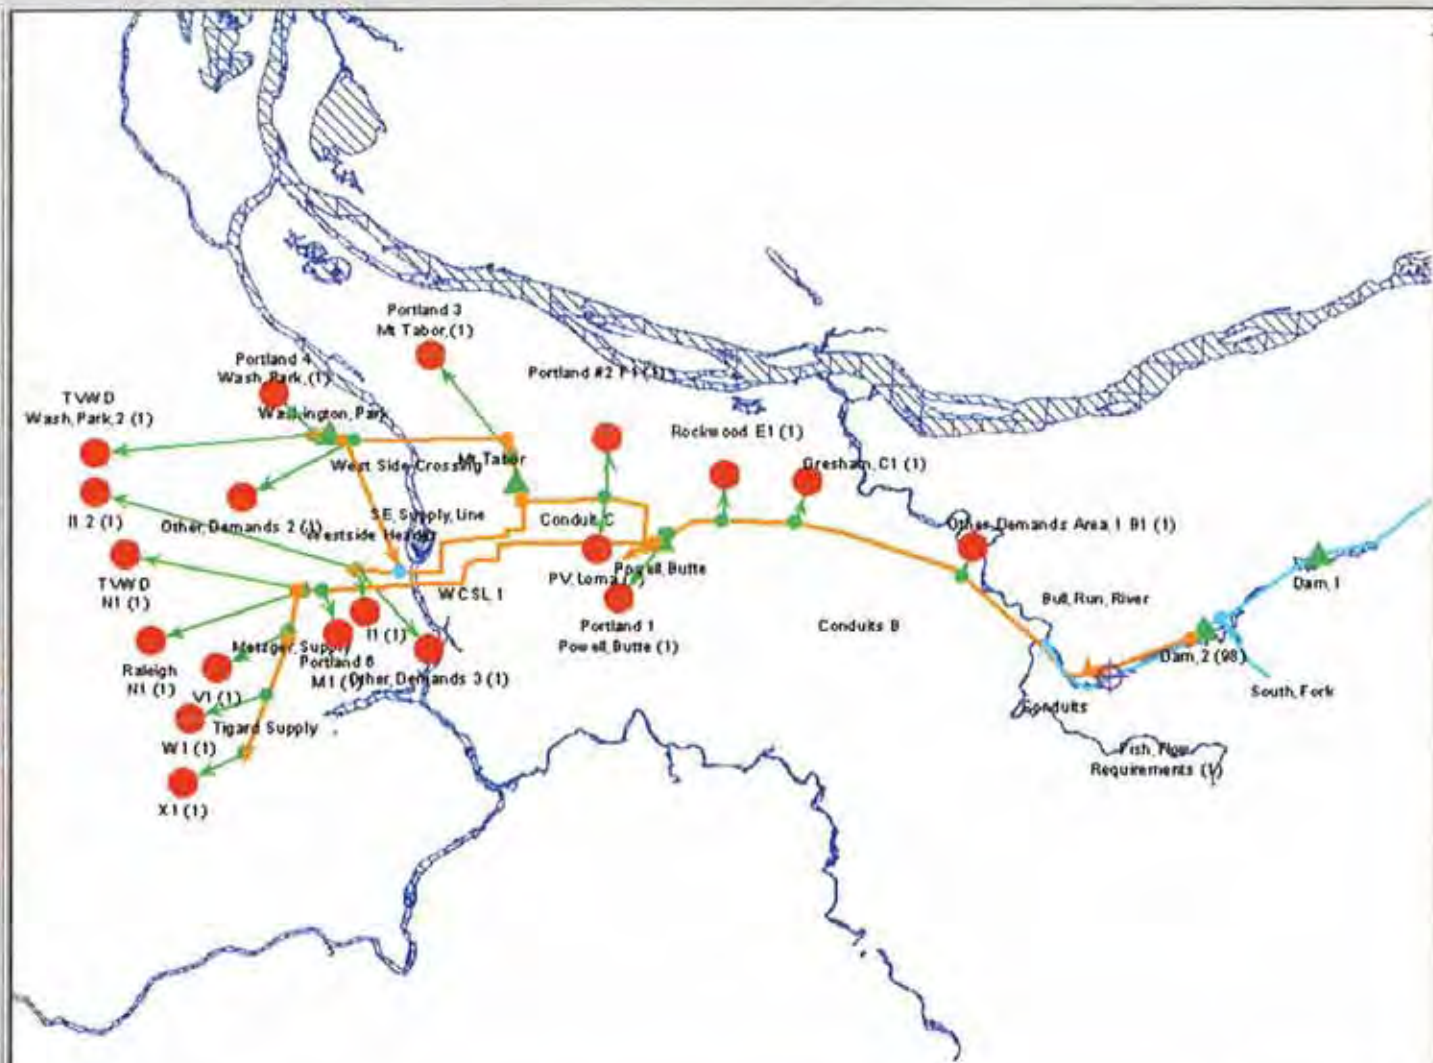 Portland 3
Mt Tabor,(1)
Portland 4
Wash,Park,(1)
Portland #2 F1 (1)
TVWD
Wash,Park,2 (1)
Washington,Park
Rockwood E1 (1)
West Side Crossing
Mt,Tabor
Gresham,C1 (1)
I1 2 (1)
Other,Demands 2 (1)
SE,Supply,Line
Westside Header
Conduit,C
Other,Demands Area,1 B1 (1)
TVWD
N1 (1)
WCSL 1
PV,Loma
Powell,Butte
Dam,1
Bull,Run,River
I1 (1)
Portland 1
Powell,Butte (1)
Conduits B
Metzger,Supply
Raleigh
N1 (1)
Portland 6
M1 (1)
Other,Demands 3 (1)
Dam,2 (98)
V1 (1)
South,Fork
Conduits
Tigard Supply
W1 (1)
Fish,Flow
Requirements (1)
X1 (1)